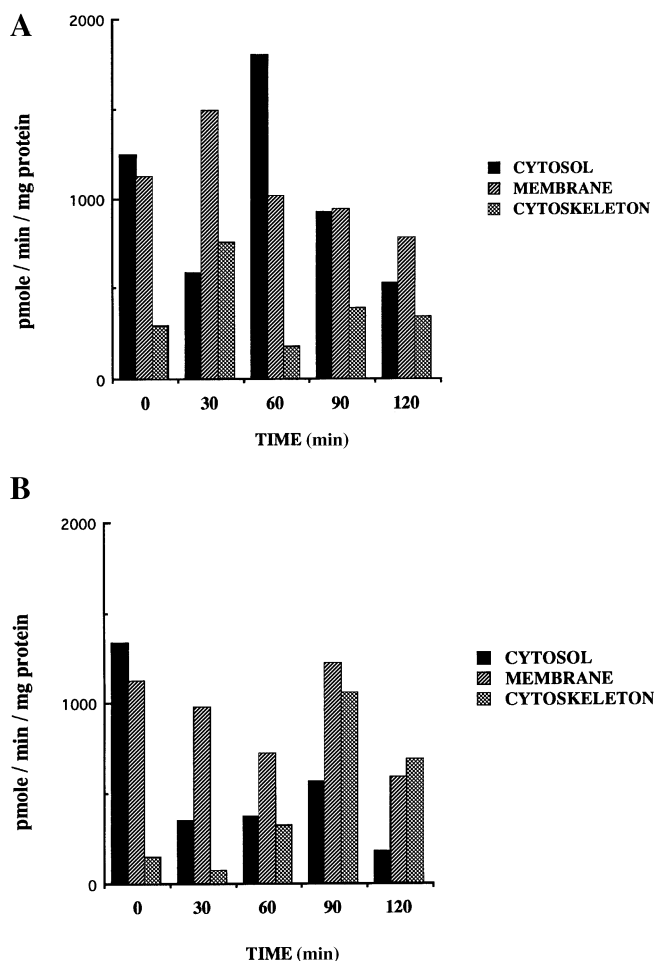 A
2000
1000
0
pmole / min / mg protein
CYTOSOL
MEMBRANE
CYTOSKELETON
0 30 60 90 120
TIME (min)
B
2000
1000
0
pmole / min / mg protein
CYTOSOL
MEMBRANE
CYTOSKELETON
0 30 60 90 120
TIME (min)